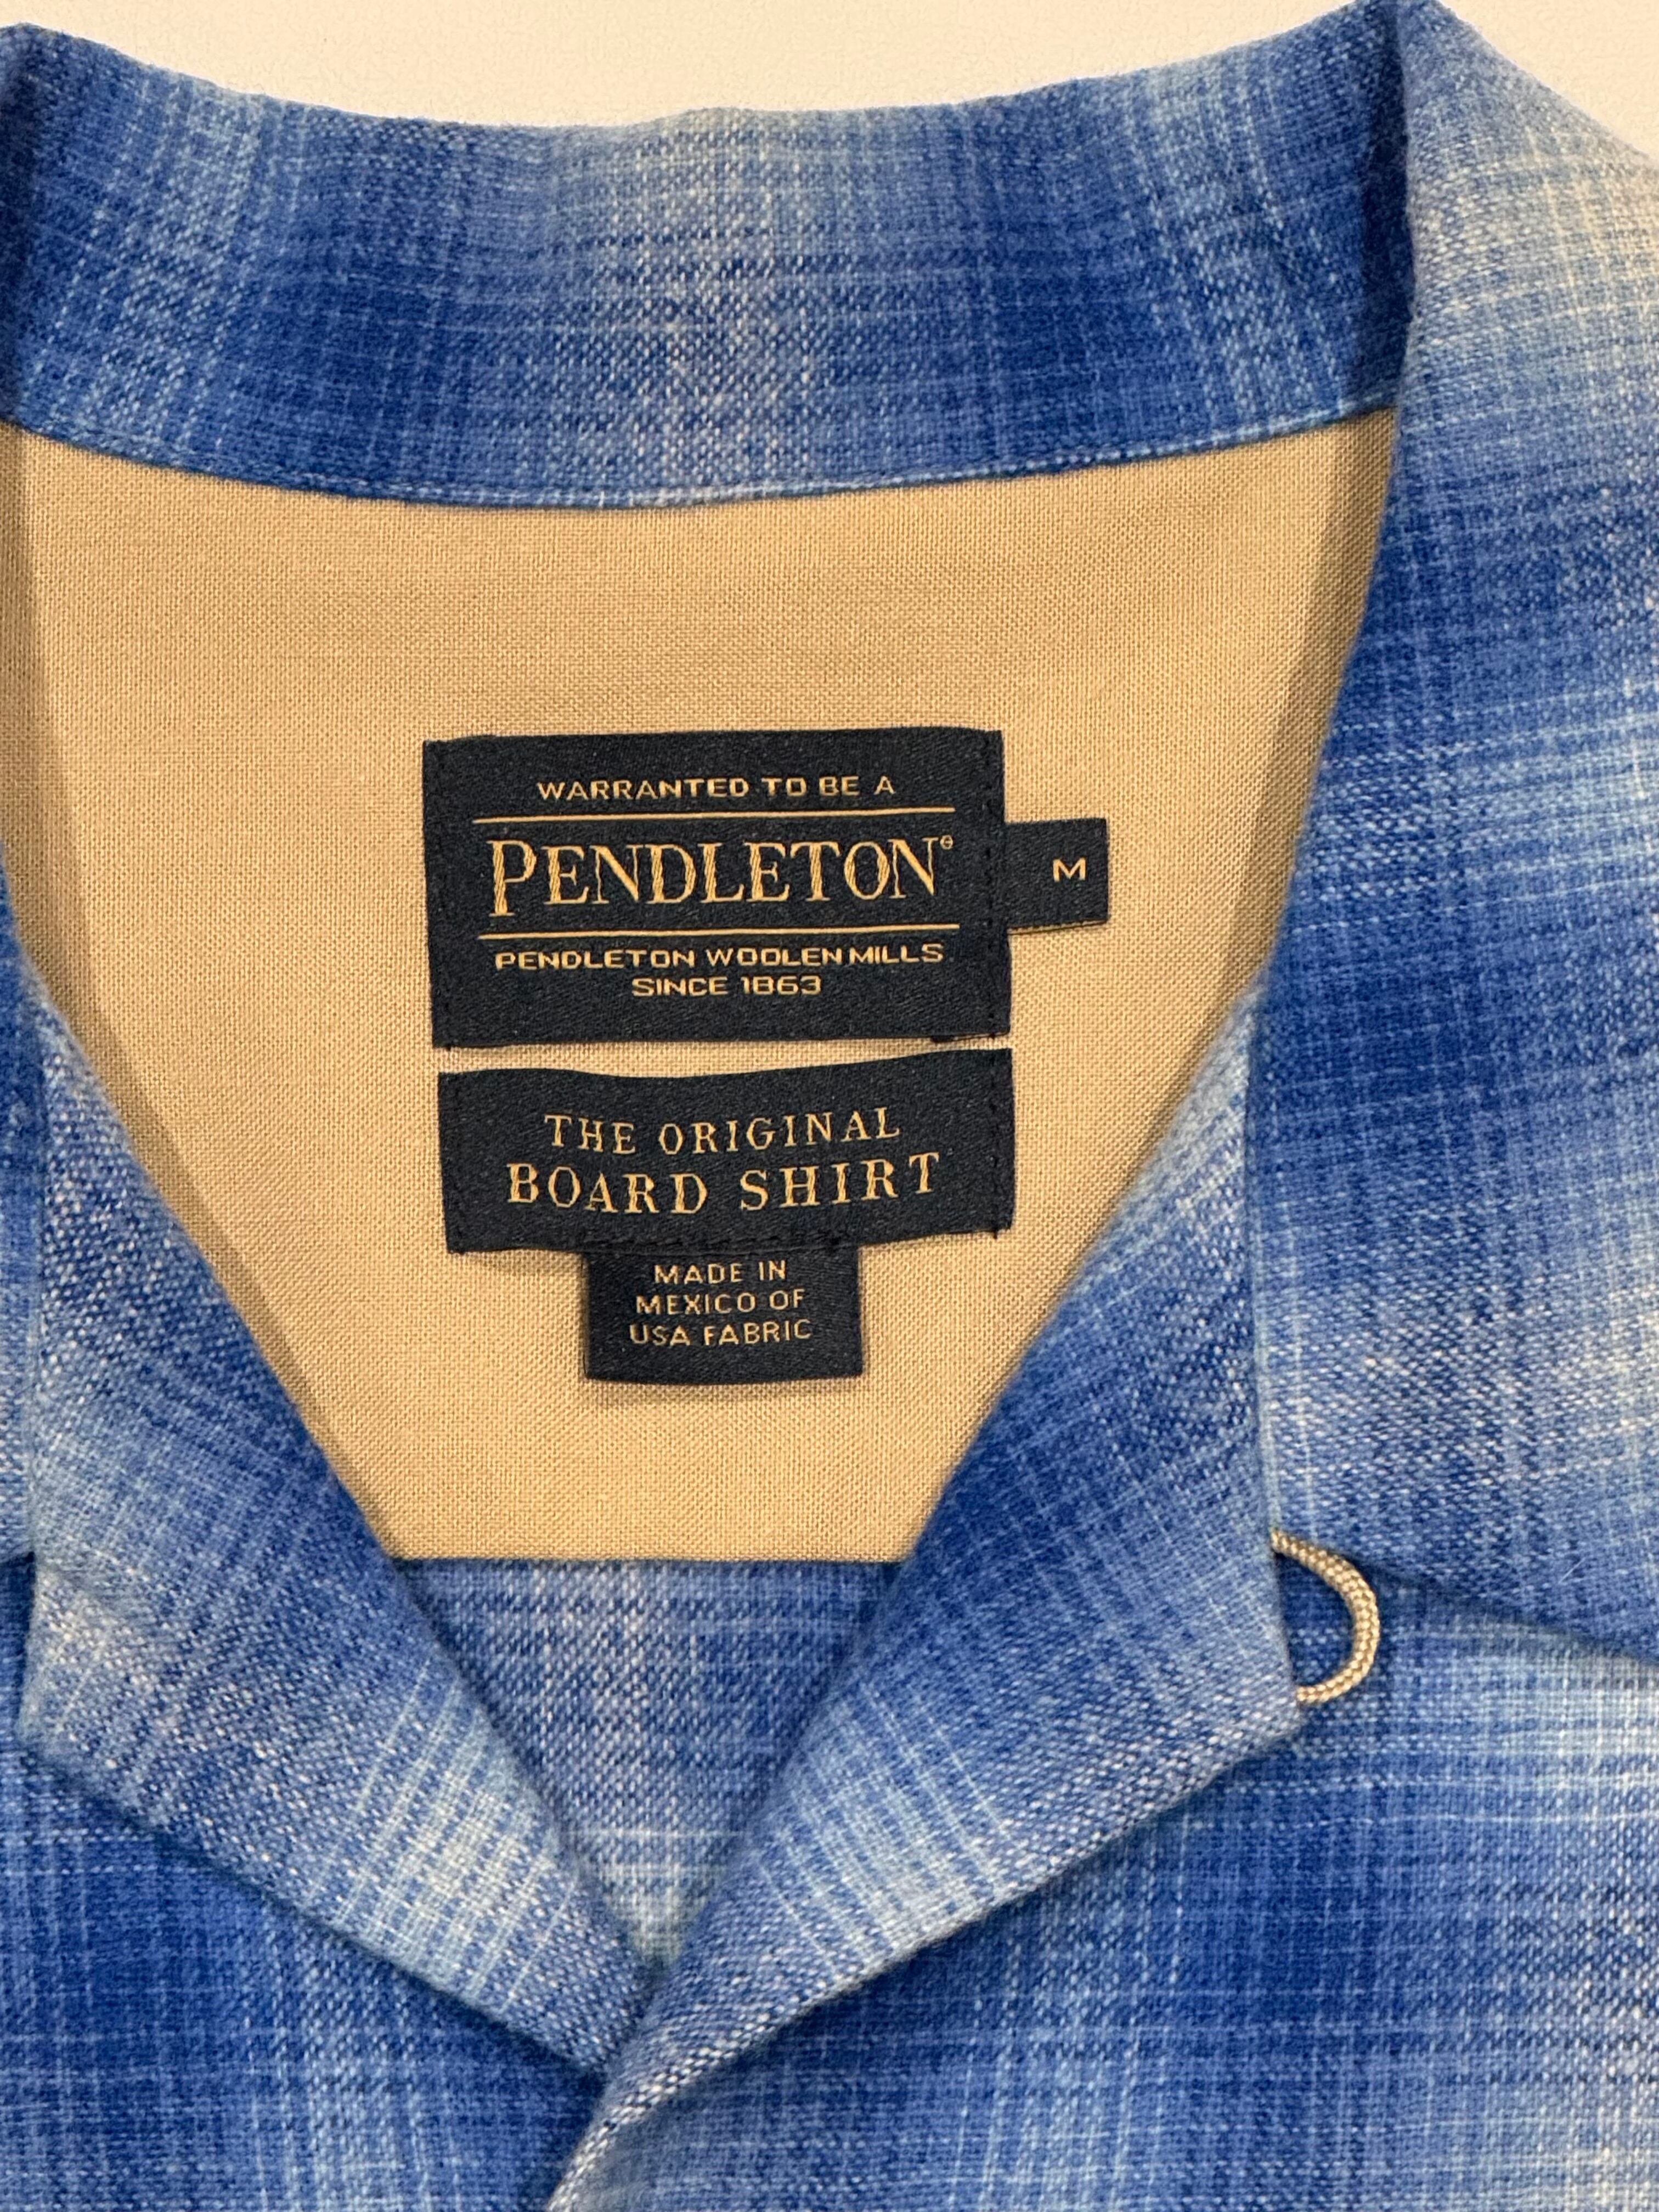 WARRANTED TO BE A
PENDLETON®
M
PENDLETON WOOLEN MILLS
SINCE 1863
THE ORIGINAL
BOARD SHIRT
MADE IN
MEXICO OF
USA FABRIC